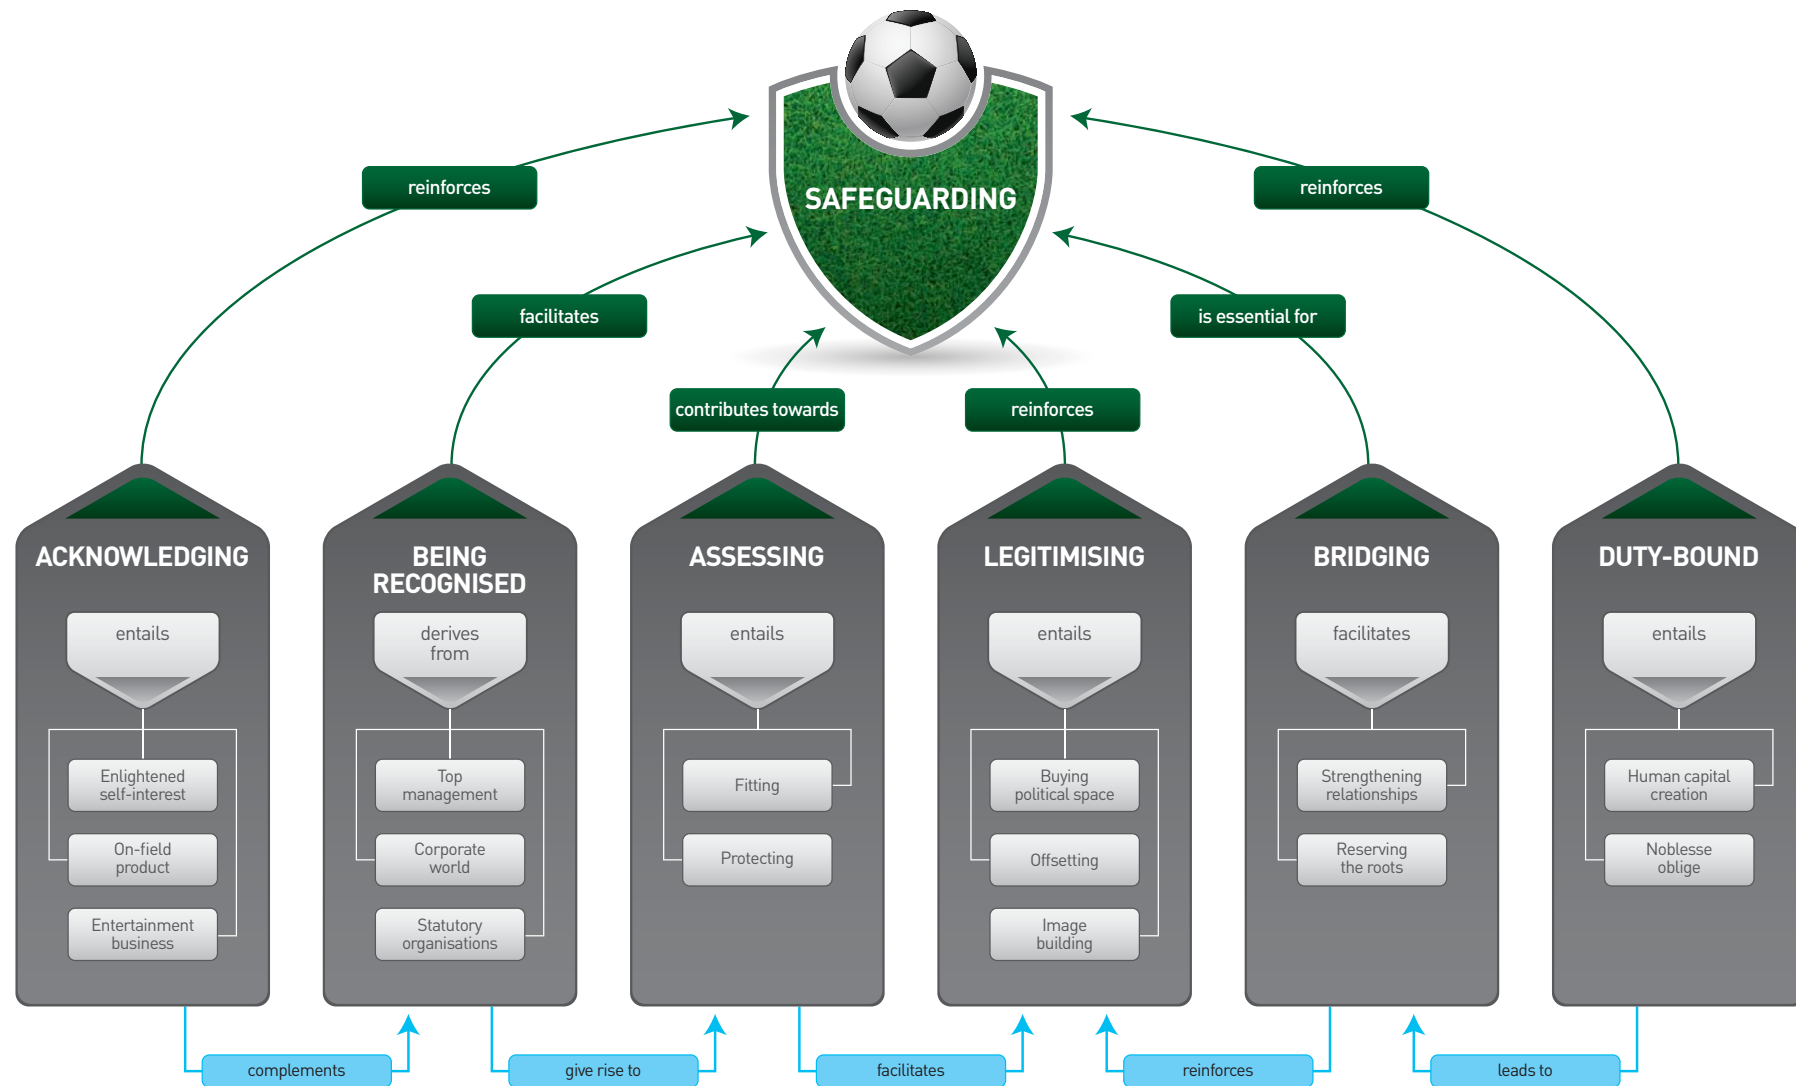 SAFEGUARDING
reinforces
reinforces
facilitates
is essential for
contributes towards
reinforces
ACKNOWLEDGING
entails
Enlightened
self-interest
On-field
product
Entertainment
business
BEING
RECOGNISED
derives
from
Top
management
Corporate
world
Statutory
organisations
ASSESSING
entails
Fitting
Protecting
LEGITIMISING
entails
Buying
political space
Offsetting
Image
building
BRIDGING
facilitates
Strengthening
relationships
Reserving
the roots
DUTY-BOUND
entails
Human capital
creation
Noblesse
oblige
complements
give rise to
facilitates
reinforces
leads to